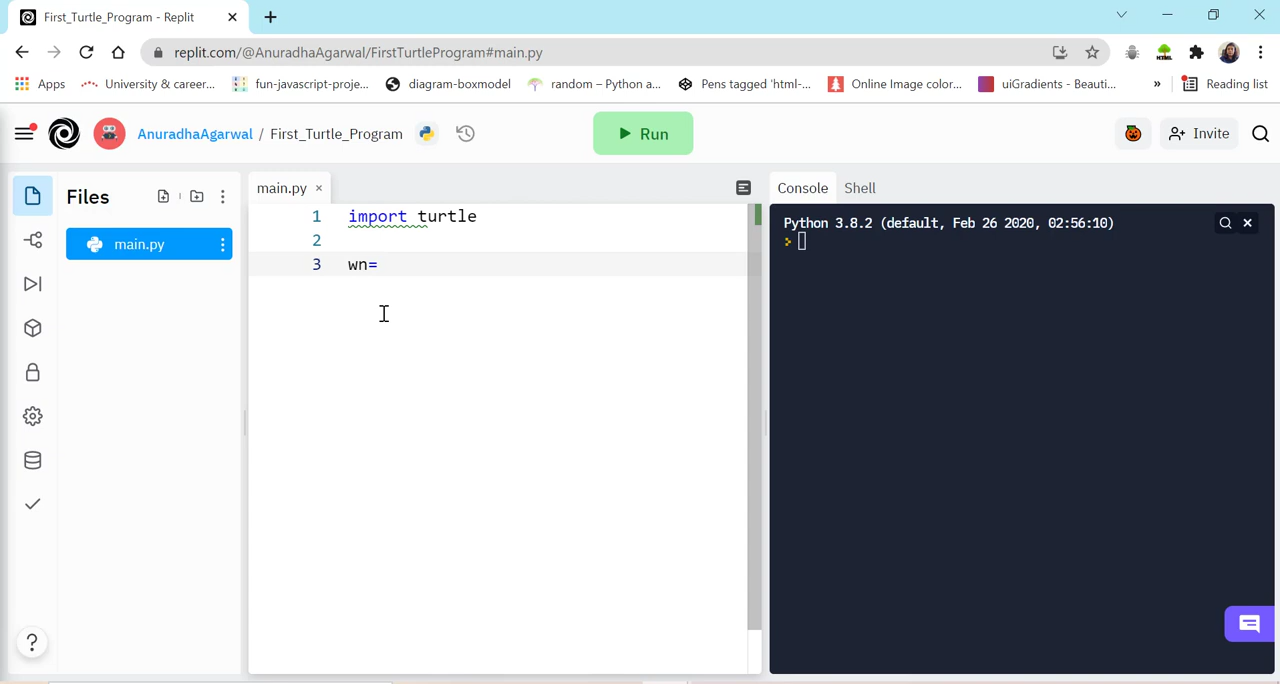 First_Turtle_Program - Replit
replit.com/@AnuradhaAgarwal/FirstTurtleProgram#main.py
Apps University & career... fun-javascript-proje... diagram-boxmodel random – Python a... Pens tagged 'html-... Online Image color... uiGradients - Beauti... » Reading list
AnuradhaAgarwal / First_Turtle_Program Run Invite
Files main.py Console Shell
main.py
1 import turtle
2
3 wn=
Python 3.8.2 (default, Feb 26 2020, 02:56:10)
?